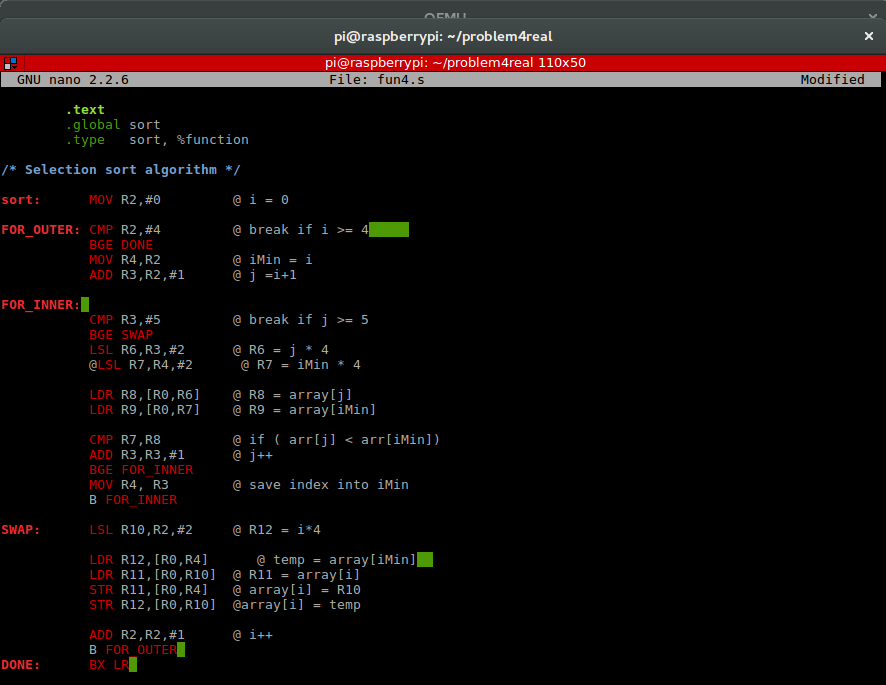 QEMU
pi@raspberrypi: ~/problem4real
pi@raspberrypi: ~/problem4real 110x50
GNU nano 2.2.6 File: fun4.s Modified
.text
.global sort
.type sort, %function
/* Selection sort algorithm */
sort: MOV R2,#0 @ i = 0
FOR_OUTER: CMP R2,#4 @ break if i >= 4
BGE DONE
MOV R4,R2 @ iMin = i
ADD R3,R2,#1 @ j =i+1
FOR_INNER:
CMP R3,#5 @ break if j >= 5
BGE SWAP
LSL R6,R3,#2 @ R6 = j * 4
@LSL R7,R4,#2 @ R7 = iMin * 4
LDR R8,[R0,R6] @ R8 = array[j]
LDR R9,[R0,R7] @ R9 = array[iMin]
CMP R7,R8 @ if ( arr[j] < arr[iMin])
ADD R3,R3,#1 @ j++
BGE FOR_INNER
MOV R4, R3 @ save index into iMin
B FOR_INNER
SWAP: LSL R10,R2,#2 @ R12 = i*4
LDR R12,[R0,R4] @ temp = array[iMin]
LDR R11,[R0,R10] @ R11 = array[i]
STR R11,[R0,R4] @ array[i] = R10
STR R12,[R0,R10] @array[i] = temp
ADD R2,R2,#1 @ i++
B FOR_OUTER
DONE: BX LR